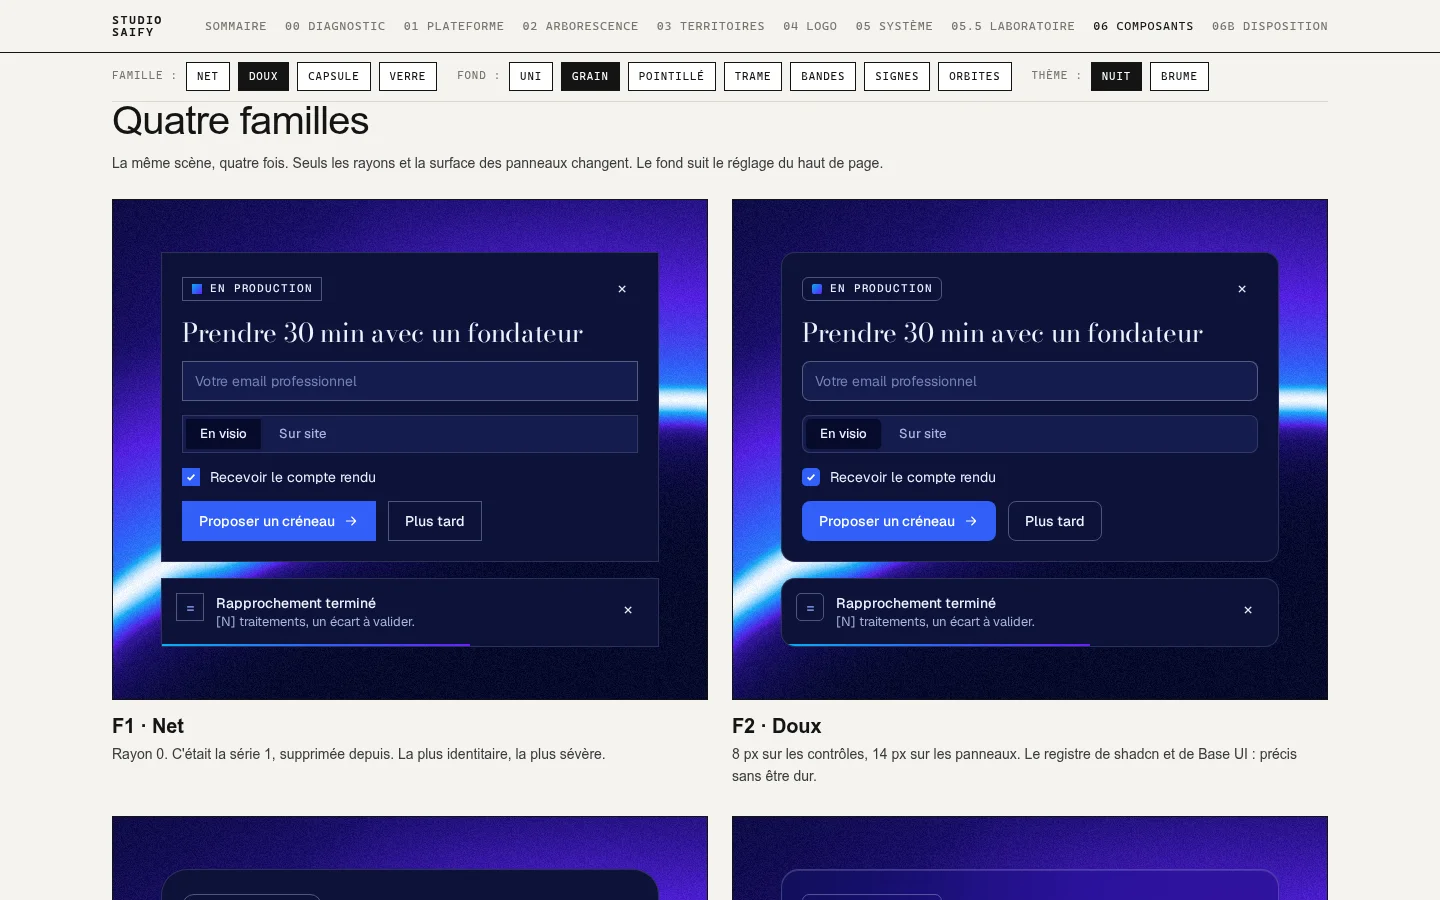 STUDIO SAIFY
SOMMAIRE 00 DIAGNOSTIC 01 PLATEFORME 02 ARBORESCENCE 03 TERRITOIRES 04 LOGO 05 SYSTÈME 05.5 LABORATOIRE 06 COMPOSANTS 06B DISPOSITION
FAMILLE : NET DOUX CAPSULE VERRE FOND : UNI GRAIN POINTILLÉ TRAME BANDES SIGNES ORBITES THÈME : NUIT BRUME
Quatre familles
La même scène, quatre fois. Seuls les rayons et la surface des panneaux changent. Le fond suit le réglage du haut de page.
EN PRODUCTION ×
Prendre 30 min avec un fondateur
Votre email professionnel
En visio Sur site
Recevoir le compte rendu
Proposer un créneau → Plus tard
= Rapprochement terminé ×
[N] traitements, un écart à valider.
F1 · Net
Rayon 0. C'était la série 1, supprimée depuis. La plus identitaire, la plus sévère.
EN PRODUCTION ×
Prendre 30 min avec un fondateur
Votre email professionnel
En visio Sur site
Recevoir le compte rendu
Proposer un créneau → Plus tard
= Rapprochement terminé ×
[N] traitements, un écart à valider.
F2 · Doux
8 px sur les contrôles, 14 px sur les panneaux. Le registre de shadcn et de Base UI : précis
sans être dur.